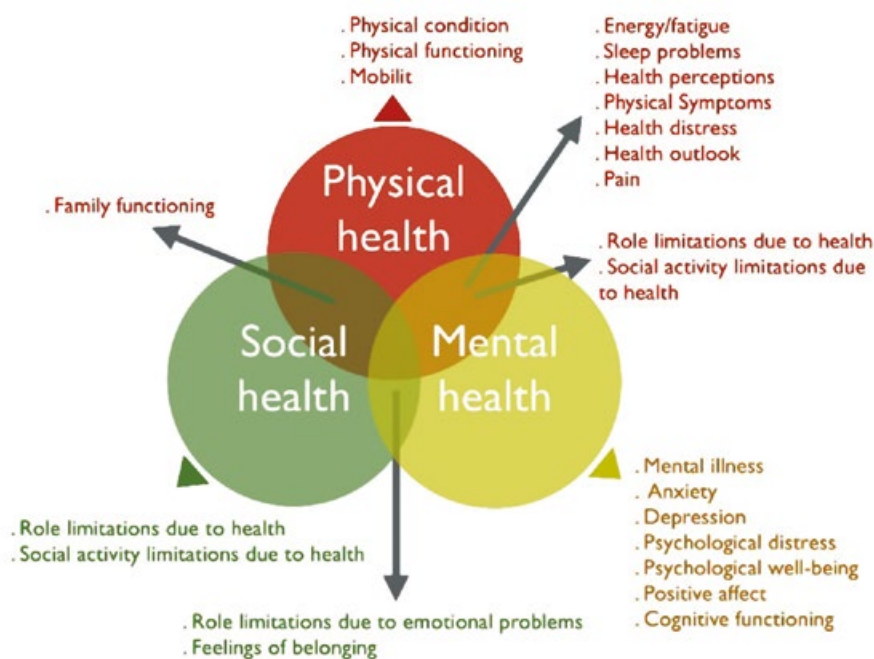 . Physical condition
. Physical functioning
. Mobilit
. Energy/fatigue
. Sleep problems
. Health perceptions
. Physical Symptoms
. Health distress
. Health outlook
. Pain
Physical
health
. Family functioning
. Role limitations due to health
. Social activity limitations due
to health
Social
health
Mental
health
. Mental illness
. Anxiety
. Depression
. Psychological distress
. Psychological well-being
. Positive affect
. Cognitive functioning
. Role limitations due to health
. Social activity limitations due to health
. Role limitations due to emotional problems
. Feelings of belonging